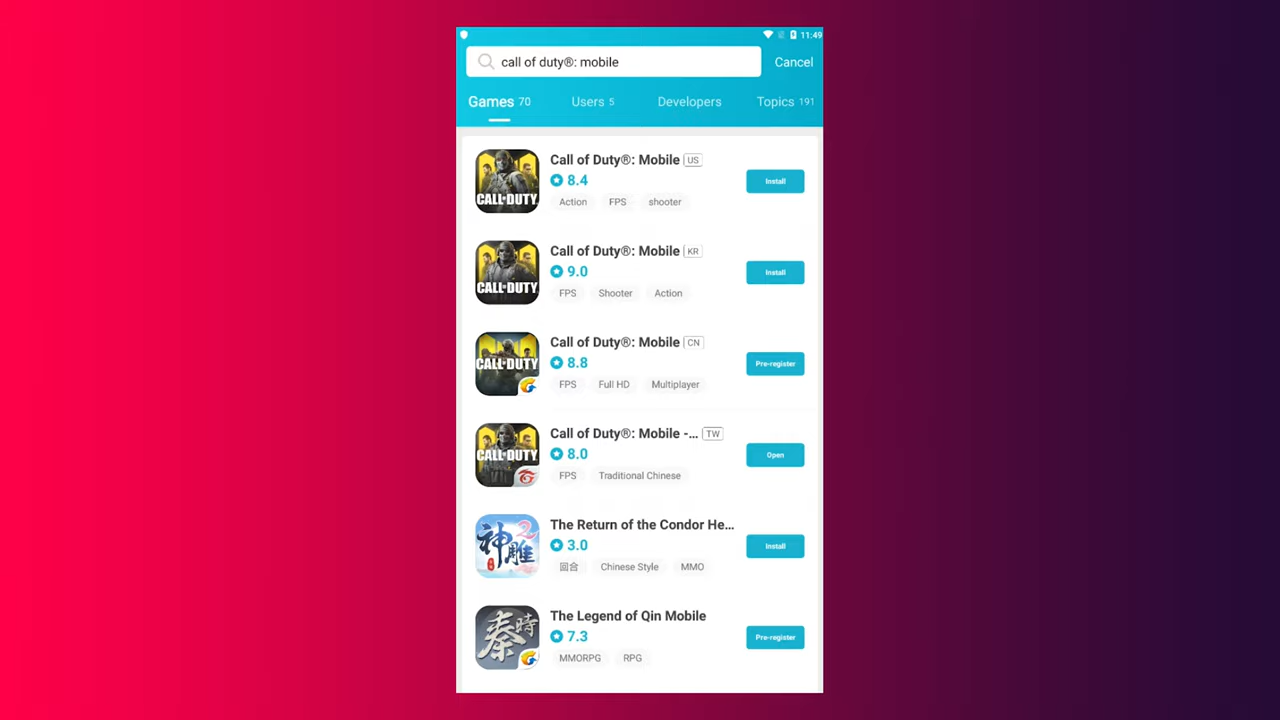 11:49
call of duty®: mobile
Cancel
Games 70
Users 5
Developers
Topics 191
Call of Duty®: Mobile US
8.4
Install
Action FPS shooter
CALL OF DUTY
Call of Duty®: Mobile KR
9.0
Install
FPS Shooter Action
CALL OF DUTY
Call of Duty®: Mobile CN
8.8
Pre-register
FPS Full HD Multiplayer
CALL OF DUTY
Call of Duty®: Mobile -... TW
8.0
Open
FPS Traditional Chinese
CALL OF DUTY
The Return of the Condor He...
3.0
Install
回合 Chinese Style MMO
神雕2
The Legend of Qin Mobile
7.3
Pre-register
MMORPG RPG
秦時